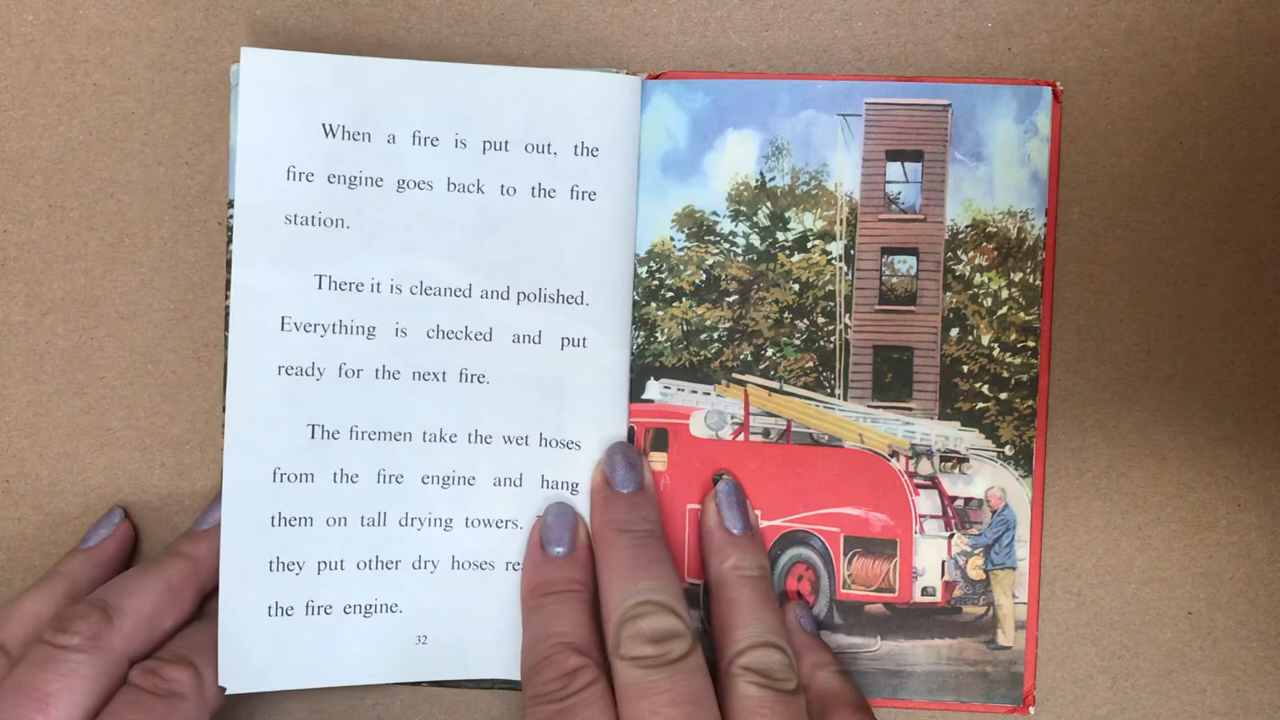 When a fire is put out, the
fire engine goes back to the fire
station.
There it is cleaned and polished.
Everything is checked and put
ready for the next fire.
The firemen take the wet hoses
from the fire engine and hang
them on tall drying towers.
they put other dry hoses
the fire engine.
32